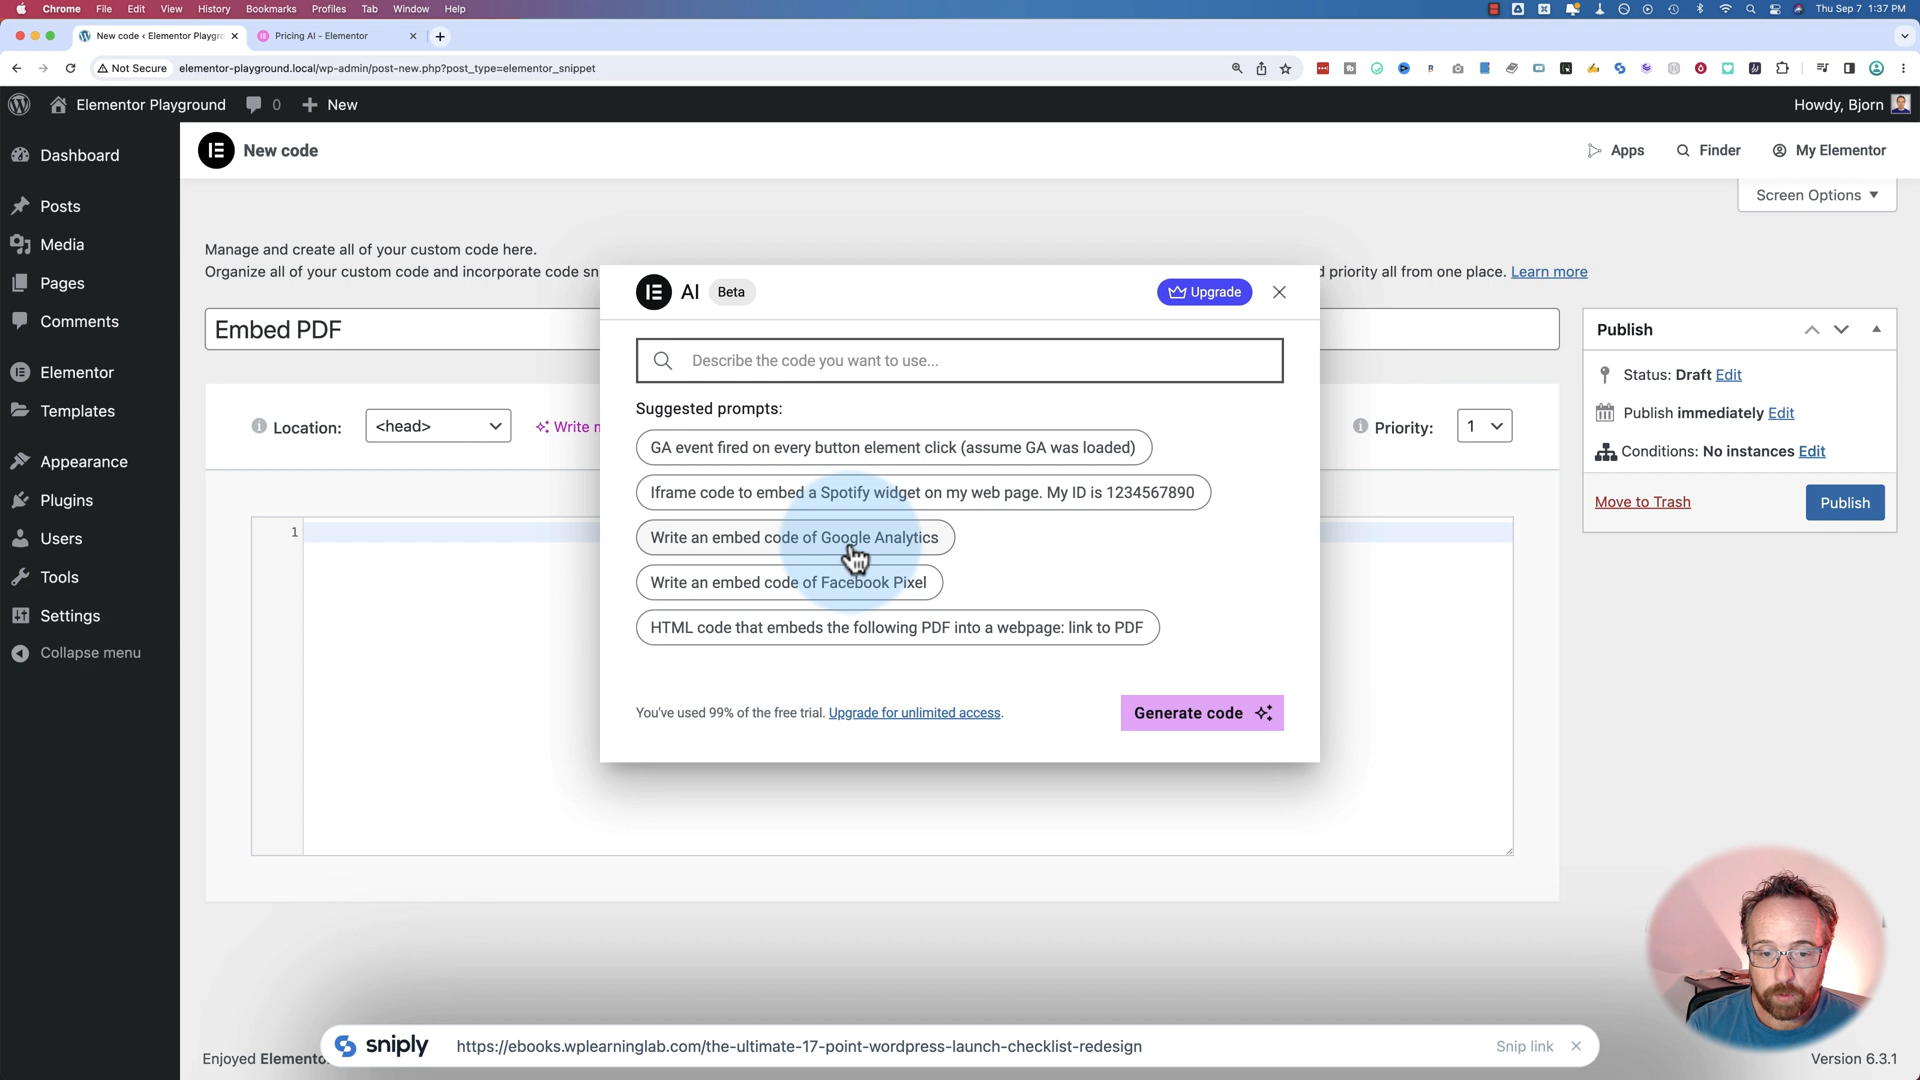 Chrome File Edit View History Bookmarks Profiles Tab Window Help Thu Sep 7 1:37 PM
New code ‹ Elementor Playgr Pricing AI - Elementor
Not Secure elementor-playground.local/wp-admin/post-new.php?post_type=elementor_snippet
Elementor Playground 0 New Howdy, Bjorn
Dashboard
Posts
Media
Pages
Comments
Elementor
Templates
Appearance
Plugins
Users
Tools
Settings
Collapse menu
New code Apps Finder My Elementor
Screen Options
Manage and create all of your custom code here.
Organize all of your custom code and incorporate code sn d priority all from one place. Learn more
Embed PDF
Location: <head> Write Priority: 1
1
AI Beta Upgrade
Describe the code you want to use...
Suggested prompts:
GA event fired on every button element click (assume GA was loaded)
Iframe code to embed a Spotify widget on my web page. My ID is 1234567890
Write an embed code of Google Analytics
Write an embed code of Facebook Pixel
HTML code that embeds the following PDF into a webpage: link to PDF
You've used 99% of the free trial. Upgrade for unlimited access.
Generate code
Publish
Status: Draft Edit
Publish immediately Edit
Conditions: No instances Edit
Move to Trash Publish
Enjoyed Elemento
sniply https://ebooks.wplearninglab.com/the-ultimate-17-point-wordpress-launch-checklist-redesign Snip link
Version 6.3.1